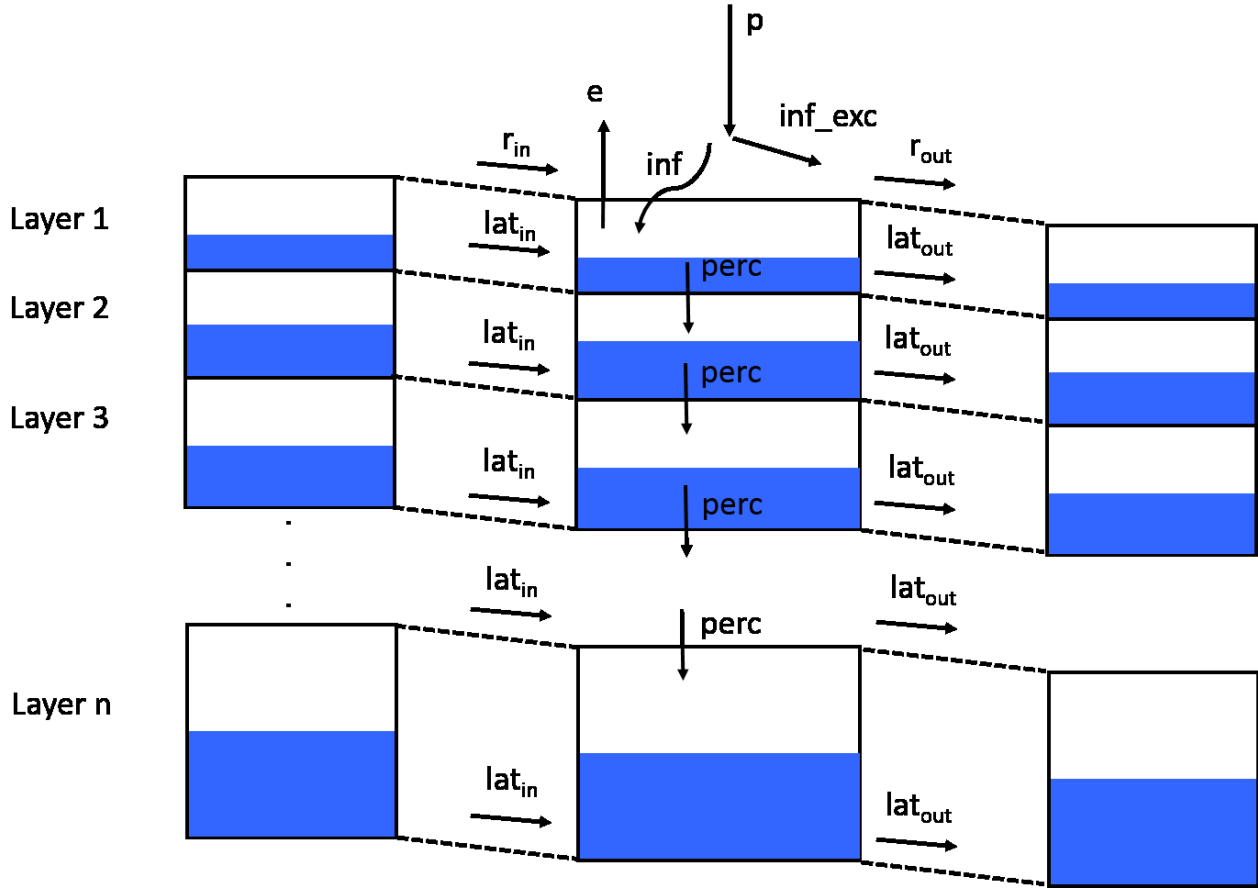 p
e
inf_exc
r_in
inf
r_out
Layer 1
lat_in
lat_out
perc
Layer 2
lat_in
lat_out
perc
Layer 3
lat_in
lat_out
perc
lat_in
lat_out
perc
Layer n
lat_in
lat_out